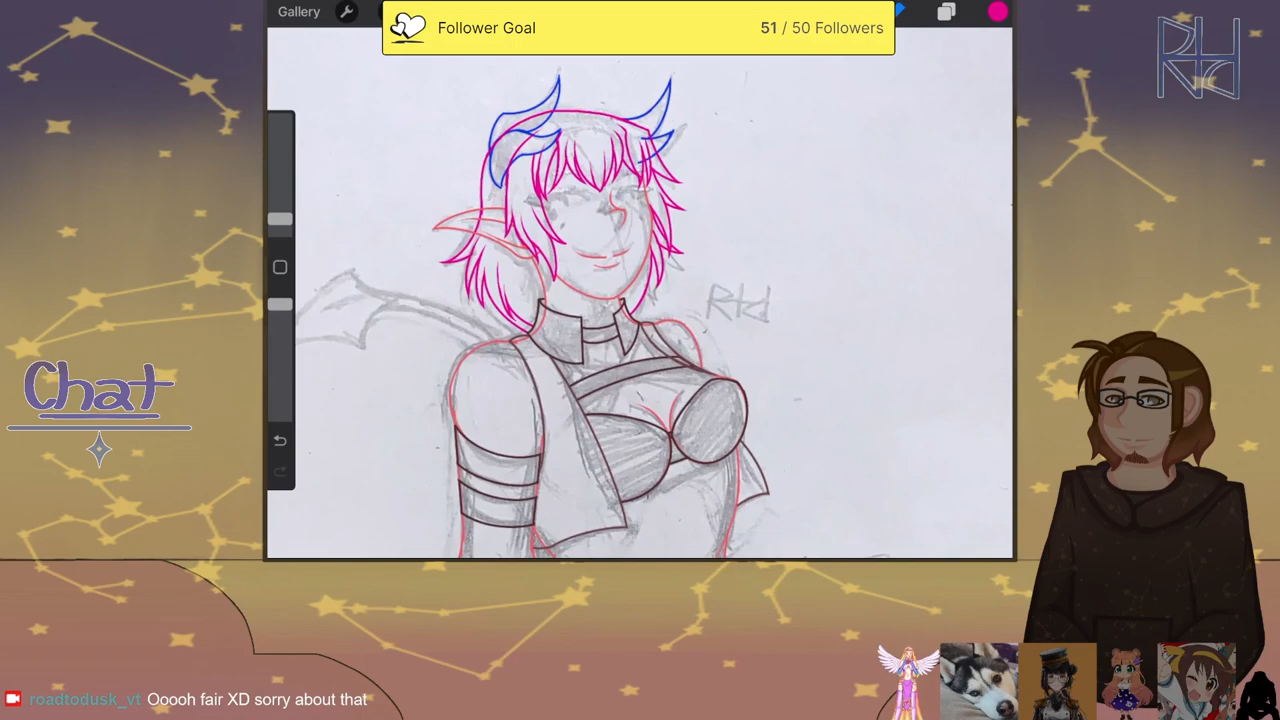 Gallery
Follower Goal 51 / 50 Followers
Rtd
Chat
roadtodusk_vt Ooooh fair XD sorry about that